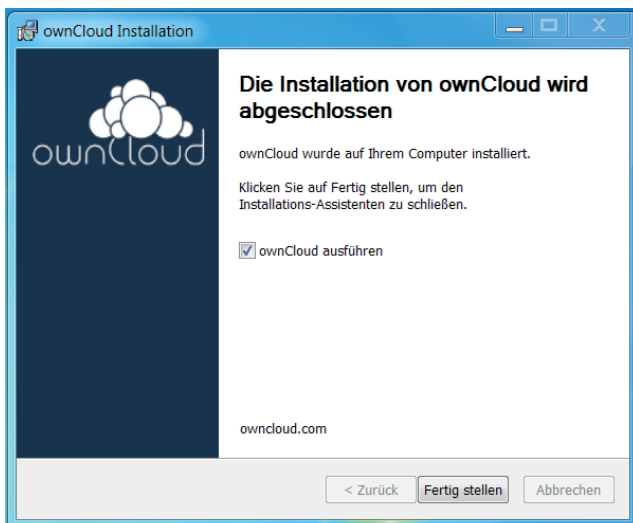 ownCloud Installation
ownCloud
Die Installation von ownCloud wird
abgeschlossen
ownCloud wurde auf Ihrem Computer installiert.
Klicken Sie auf Fertig stellen, um den
Installations-Assistenten zu schließen.
ownCloud ausführen
owncloud.com
< Zurück
Fertig stellen
Abbrechen